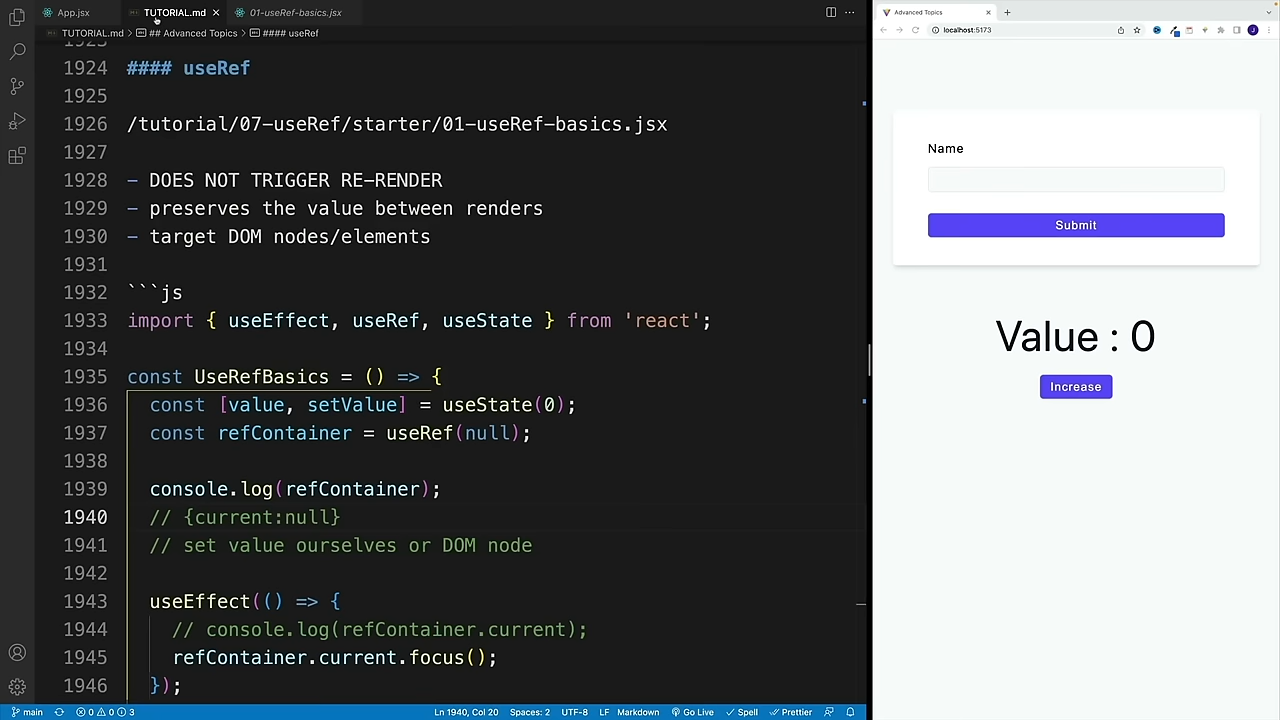 App.jsx
TUTORIAL.md
01-useRef-basics.jsx
TUTORIAL.md
#### useRef
1924 #### useRef
1925
1926 /tutorial/07-useRef/starter/01-useRef-basics.jsx
1927
1928 - DOES NOT TRIGGER RE-RENDER
1929 - preserves the value between renders
1930 - target DOM nodes/elements
1931
1932 ```js
1933 import { useEffect, useRef, useState } from 'react';
1934
1935 const UseRefBasics = () => {
1936 const [value, setValue] = useState(0);
1937 const refContainer = useRef(null);
1938
1939 console.log(refContainer);
1940 // {current:null}
1941 // set value ourselves or DOM node
1942
1943 useEffect(() => {
1944 // console.log(refContainer.current);
1945 refContainer.current.focus();
1946 });
main
0 0 3
Ln 1940, Col 20
Spaces: 2
UTF-8
LF
Markdown
Go Live
Spell
Prettier
Advanced Topics
localhost:5173
J
Name
Submit
Value : 0
Increase